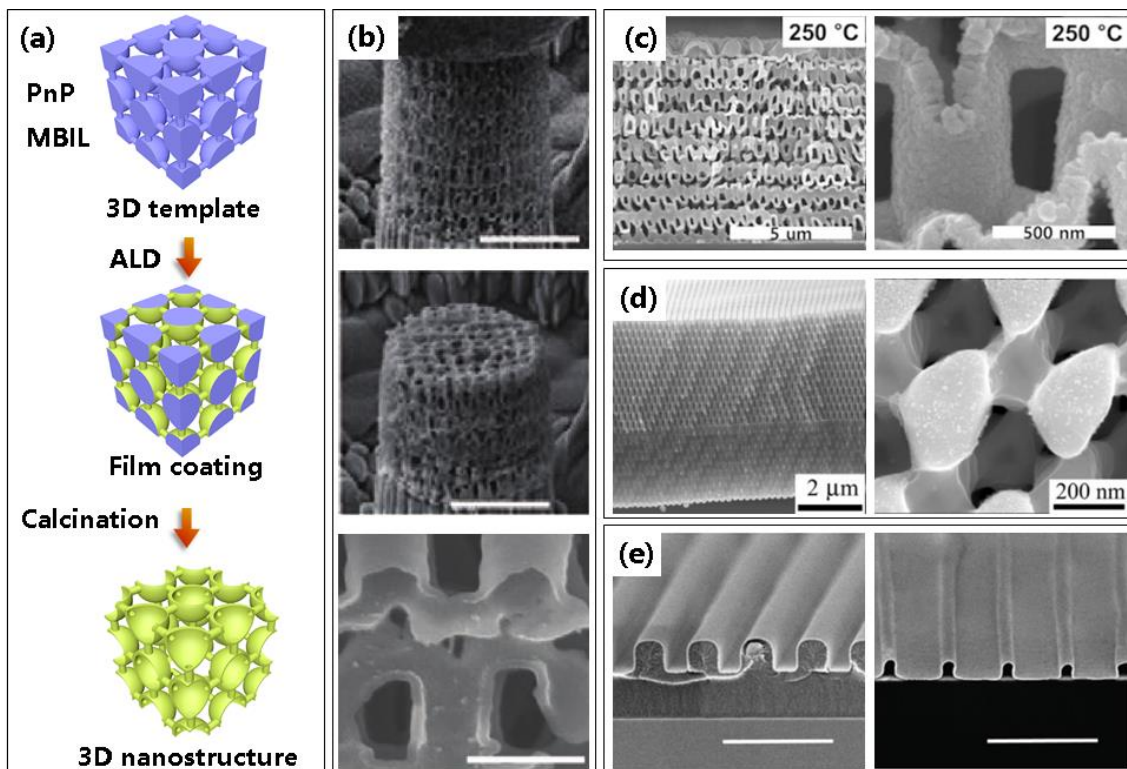 (a)
PnP
MBIL
3D template
ALD
Film coating
Calcination
3D nanostructure
(b)
(c)
250 °C
5 um
250 °C
500 nm
(d)
2 μm
200 nm
(e)